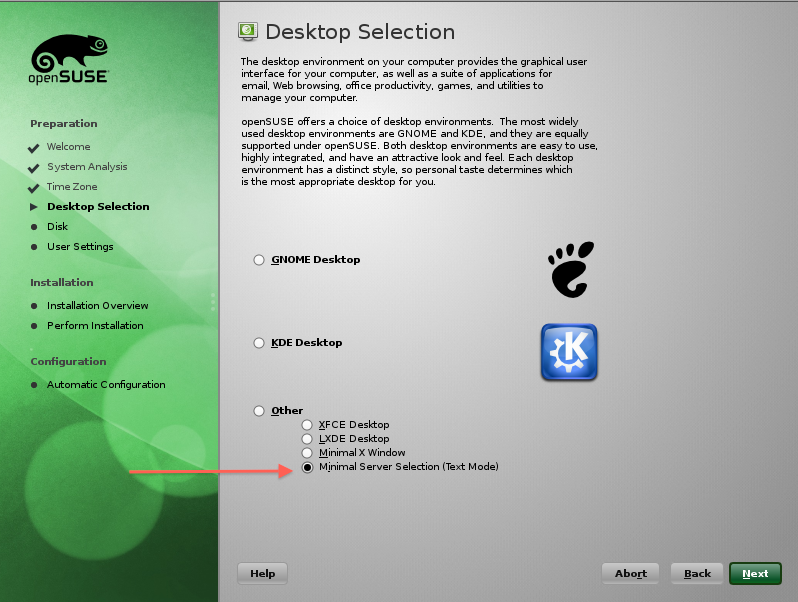 openSUSE
Preparation
Welcome
System Analysis
Time Zone
Desktop Selection
Disk
User Settings
Installation
Installation Overview
Perform Installation
Configuration
Automatic Configuration
Desktop Selection
The desktop environment on your computer provides the graphical user
interface for your computer, as well as a suite of applications for
email, Web browsing, office productivity, games, and utilities to
manage your computer.
openSUSE offers a choice of desktop environments. The most widely
used desktop environments are GNOME and KDE, and they are equally
supported under openSUSE. Both desktop environments are easy to use,
highly integrated, and have an attractive look and feel. Each desktop
environment has a distinct style, so personal taste determines which
is the most appropriate desktop for you.
GNOME Desktop
KDE Desktop
K
Other
XFCE Desktop
LXDE Desktop
Minimal X Window
Minimal Server Selection (Text Mode)
Help
Abort
Back
Next